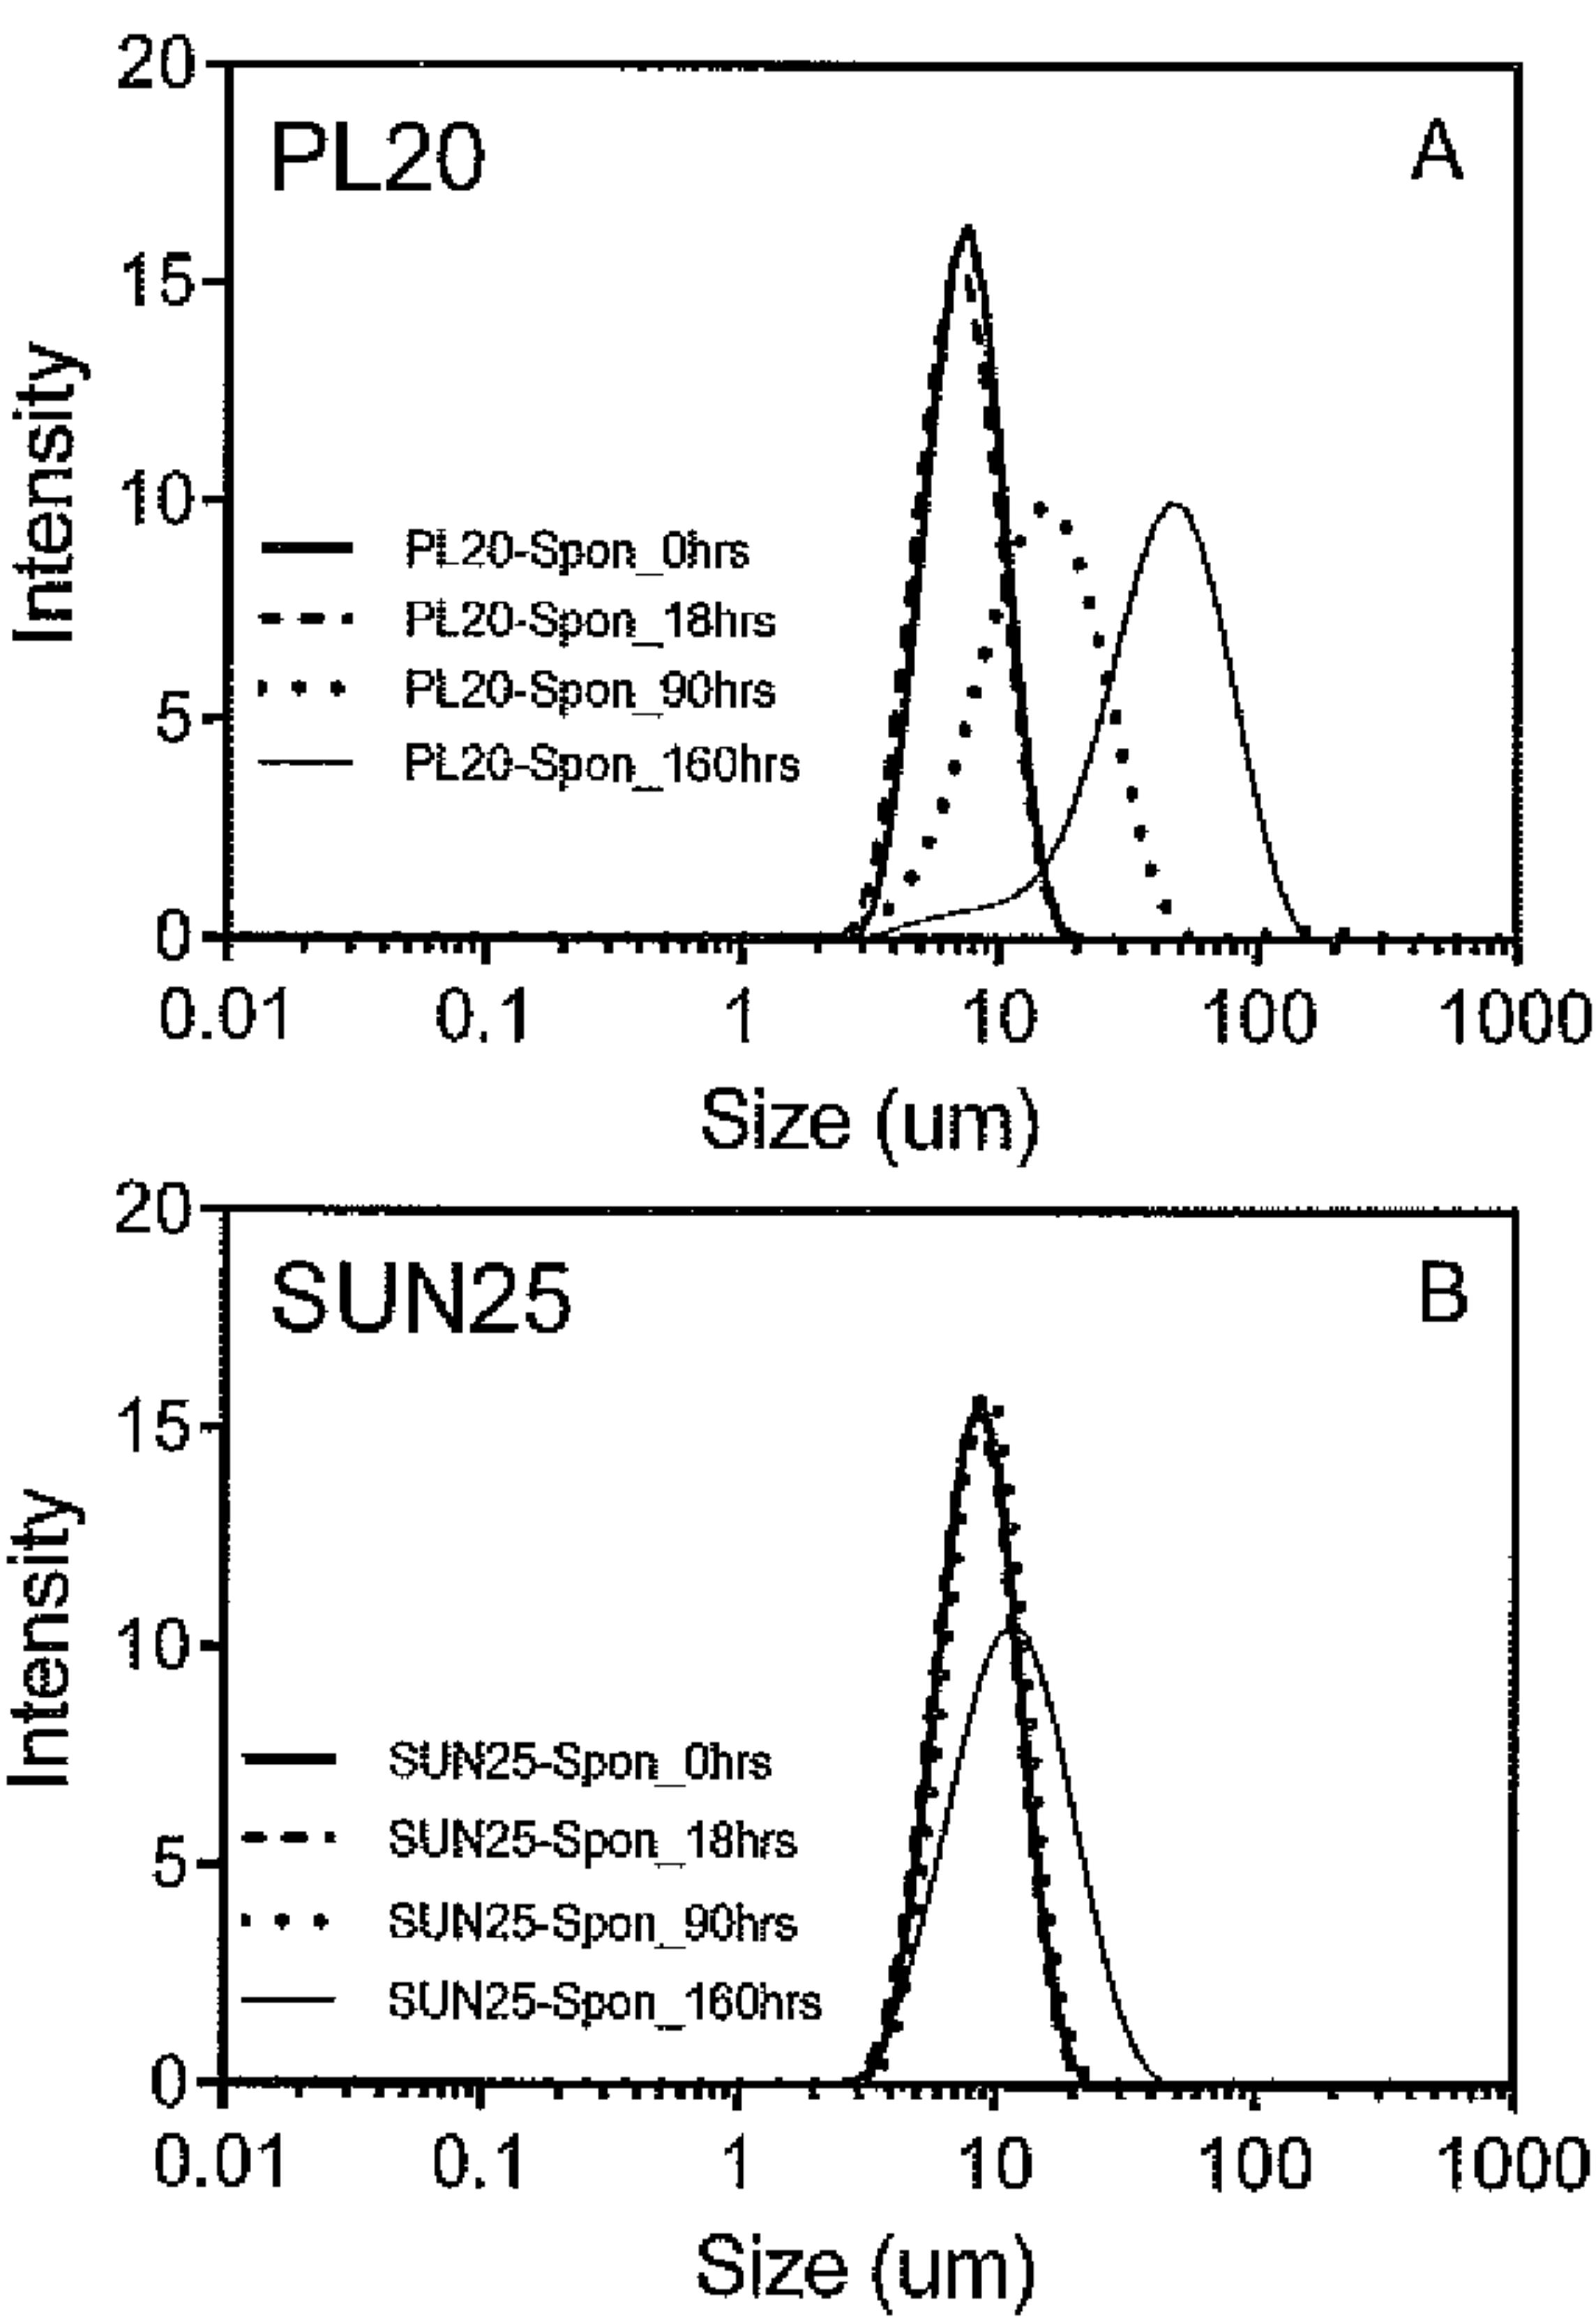 20
PL20
A
15
10
5
0
Intensity
PL20-Spon_0hrs
PL20-Spon_18hrs
PL20-Spon_90hrs
PL20-Spon_160hrs
0.01 0.1 1 10 100 1000
Size (um)
20
SUN25
B
15
10
5
0
Intensity
SUN25-Spon_0hrs
SUN25-Spon_18hrs
SUN25-Spon_90hrs
SUN25-Spon_160hrs
0.01 0.1 1 10 100 1000
Size (um)